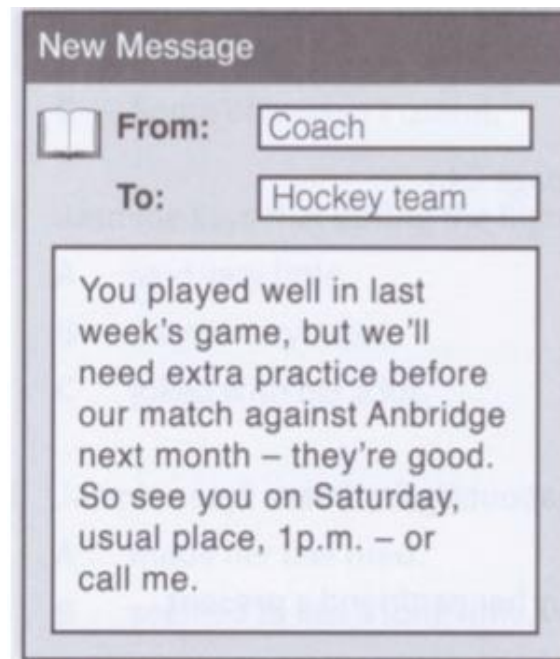 New Message
From: Coach
To: Hockey team
You played well in last
week's game, but we'll
need extra practice before
our match against Anbridge
next month – they're good.
So see you on Saturday,
usual place, 1p.m. – or
call me.